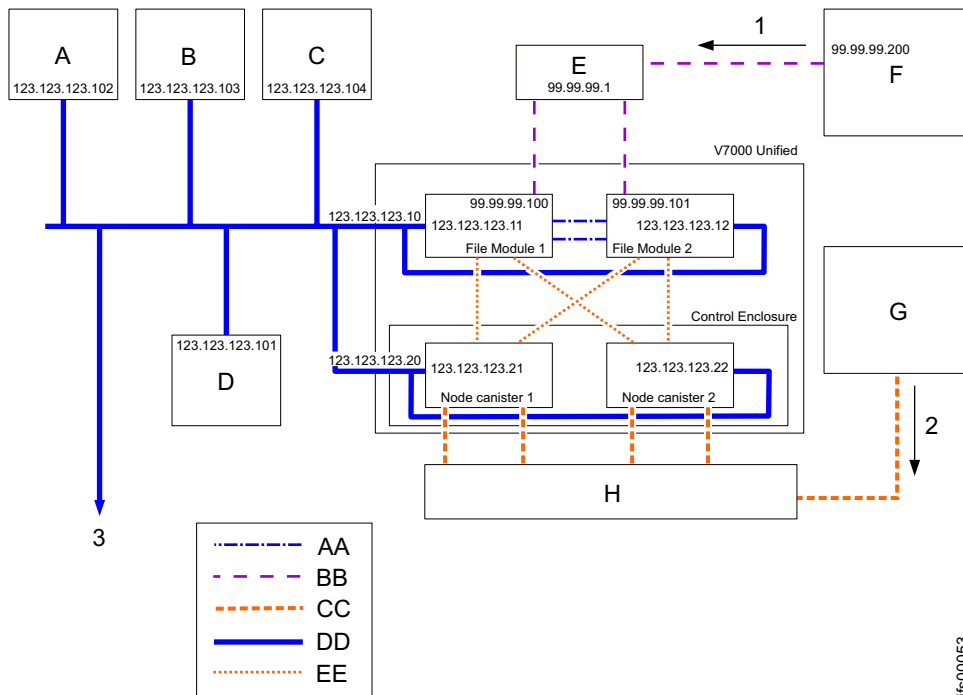 A
123.123.123.102
B
123.123.123.103
C
123.123.123.104
E
99.99.99.1
1
99.99.99.200
F
V7000 Unified
99.99.99.100
123.123.123.10
123.123.123.11
File Module 1
99.99.99.101
123.123.123.12
File Module 2
G
Control Enclosure
123.123.123.101
D
123.123.123.20
123.123.123.21
Node canister 1
123.123.123.22
Node canister 2
2
H
3
AA
BB
CC
DD
EE